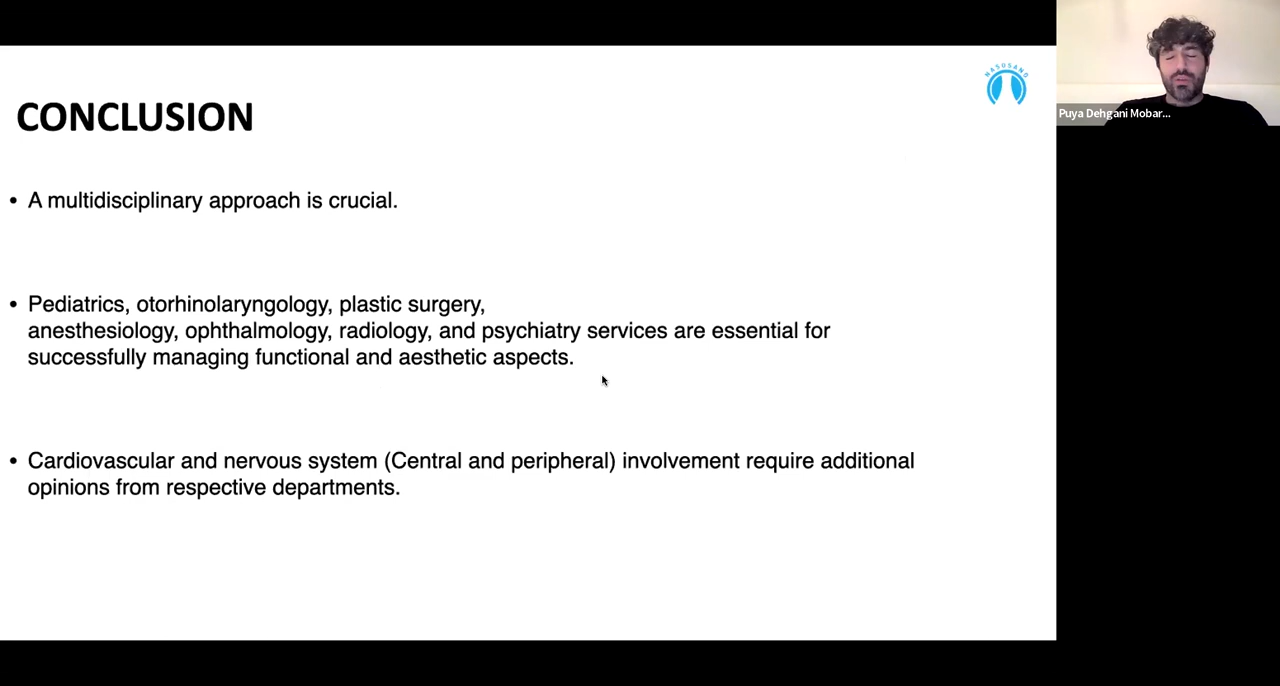 NASUSANG
CONCLUSION
• A multidisciplinary approach is crucial.
• Pediatrics, otorhinolaryngology, plastic surgery,
anesthesiology, ophthalmology, radiology, and psychiatry services are essential for
successfully managing functional and aesthetic aspects.
• Cardiovascular and nervous system (Central and peripheral) involvement require additional
opinions from respective departments.
Puya Dehgani Mobar...